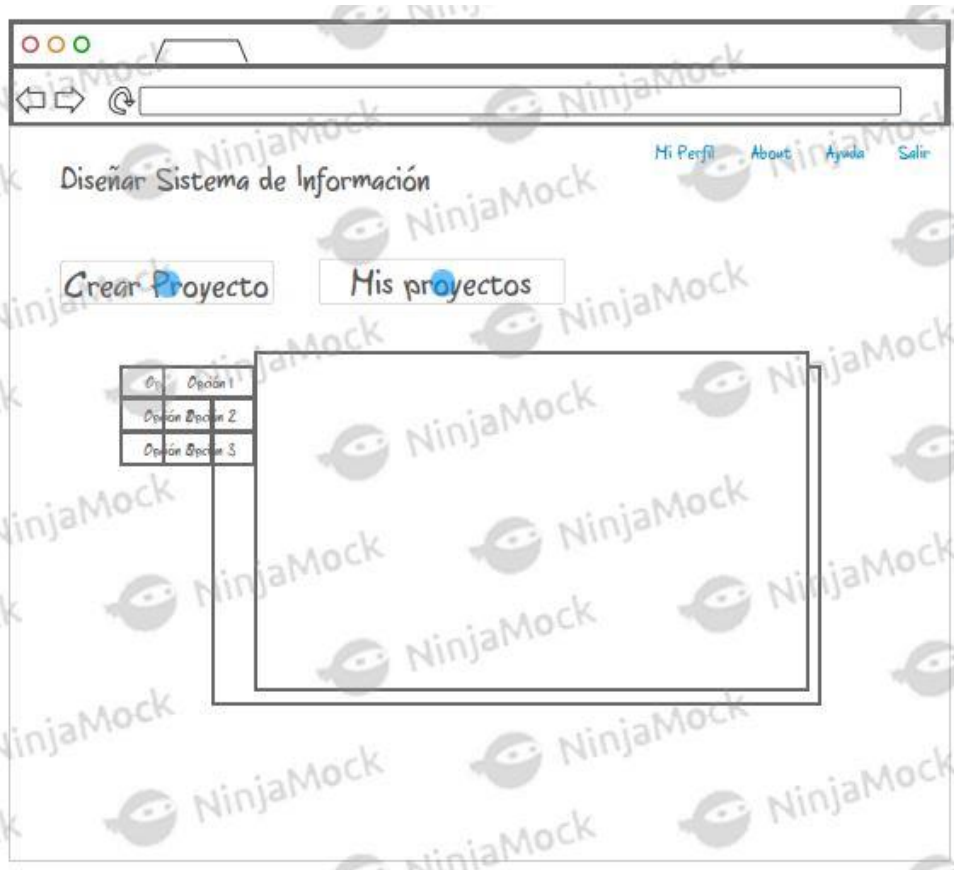 Mi Perfil About Ayuda Salir
Diseñar Sistema de Información
Crear Proyecto Mis proyectos
Opción 1
Opción 2
Opción 3
NinjaMock